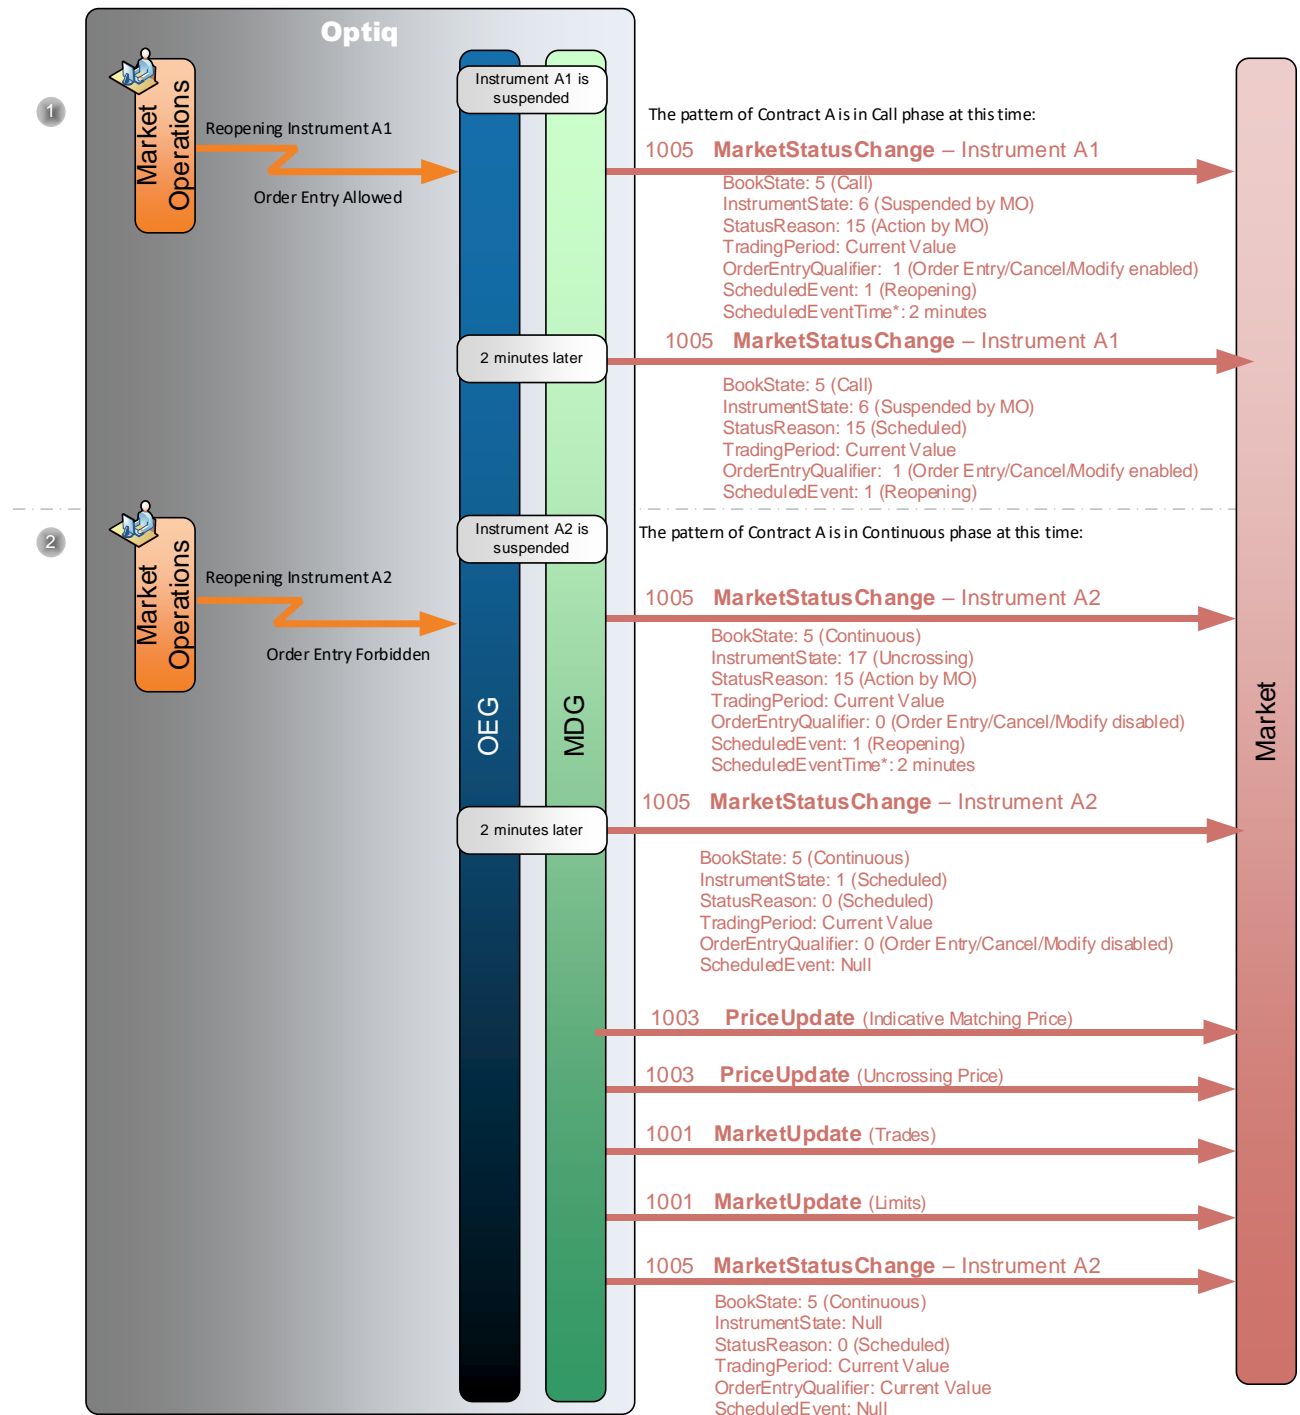 Optiq
1
Market
Operations
Reopening Instrument A1
Order Entry Allowed
Instrument A1 is
suspended
The pattern of Contract A is in Call phase at this time:
1005 MarketStatusChange – Instrument A1
BookState: 5 (Call)
InstrumentState: 6 (Suspended by MO)
StatusReason: 15 (Action by MO)
TradingPeriod: Current Value
OrderEntryQualifier: 1 (Order Entry/Cancel/Modify enabled)
ScheduledEvent: 1 (Reopening)
ScheduledEventTime*: 2 minutes
2 minutes later
1005 MarketStatusChange – Instrument A1
BookState: 5 (Call)
InstrumentState: 6 (Suspended by MO)
StatusReason: 15 (Scheduled)
TradingPeriod: Current Value
OrderEntryQualifier: 1 (Order Entry/Cancel/Modify enabled)
ScheduledEvent: 1 (Reopening)
2
Market
Operations
Reopening Instrument A2
Order Entry Forbidden
Instrument A2 is
suspended
The pattern of Contract A is in Continuous phase at this time:
1005 MarketStatusChange – Instrument A2
BookState: 5 (Continuous)
InstrumentState: 17 (Uncrossing)
StatusReason: 15 (Action by MO)
TradingPeriod: Current Value
OrderEntryQualifier: 0 (Order Entry/Cancel/Modify disabled)
ScheduledEvent: 1 (Reopening)
ScheduledEventTime*: 2 minutes
OEG
MDG
Market
2 minutes later
1005 MarketStatusChange – Instrument A2
BookState: 5 (Continuous)
InstrumentState: 1 (Scheduled)
StatusReason: 0 (Scheduled)
TradingPeriod: Current Value
OrderEntryQualifier: 0 (Order Entry/Cancel/Modify disabled)
ScheduledEvent: Null
1003 PriceUpdate (Indicative Matching Price)
1003 PriceUpdate (Uncrossing Price)
1001 MarketUpdate (Trades)
1001 MarketUpdate (Limits)
1005 MarketStatusChange – Instrument A2
BookState: 5 (Continuous)
InstrumentState: Null
StatusReason: 0 (Scheduled)
TradingPeriod: Current Value
OrderEntryQualifier: Current Value
ScheduledEvent: Null